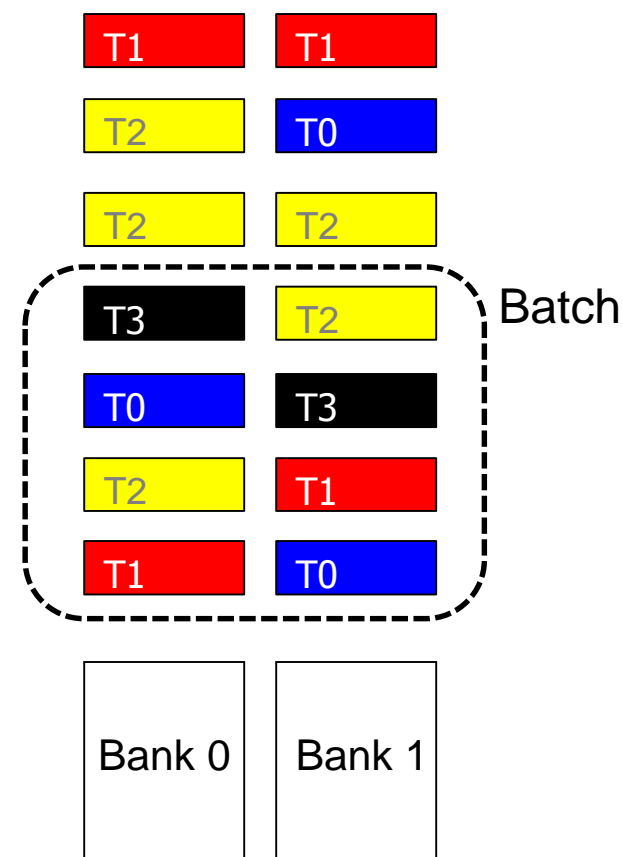 T1 T1
T2 T0
T2 T2
T3 T2 Batch
T0 T3
T2 T1
T1 T0
Bank 0 Bank 1